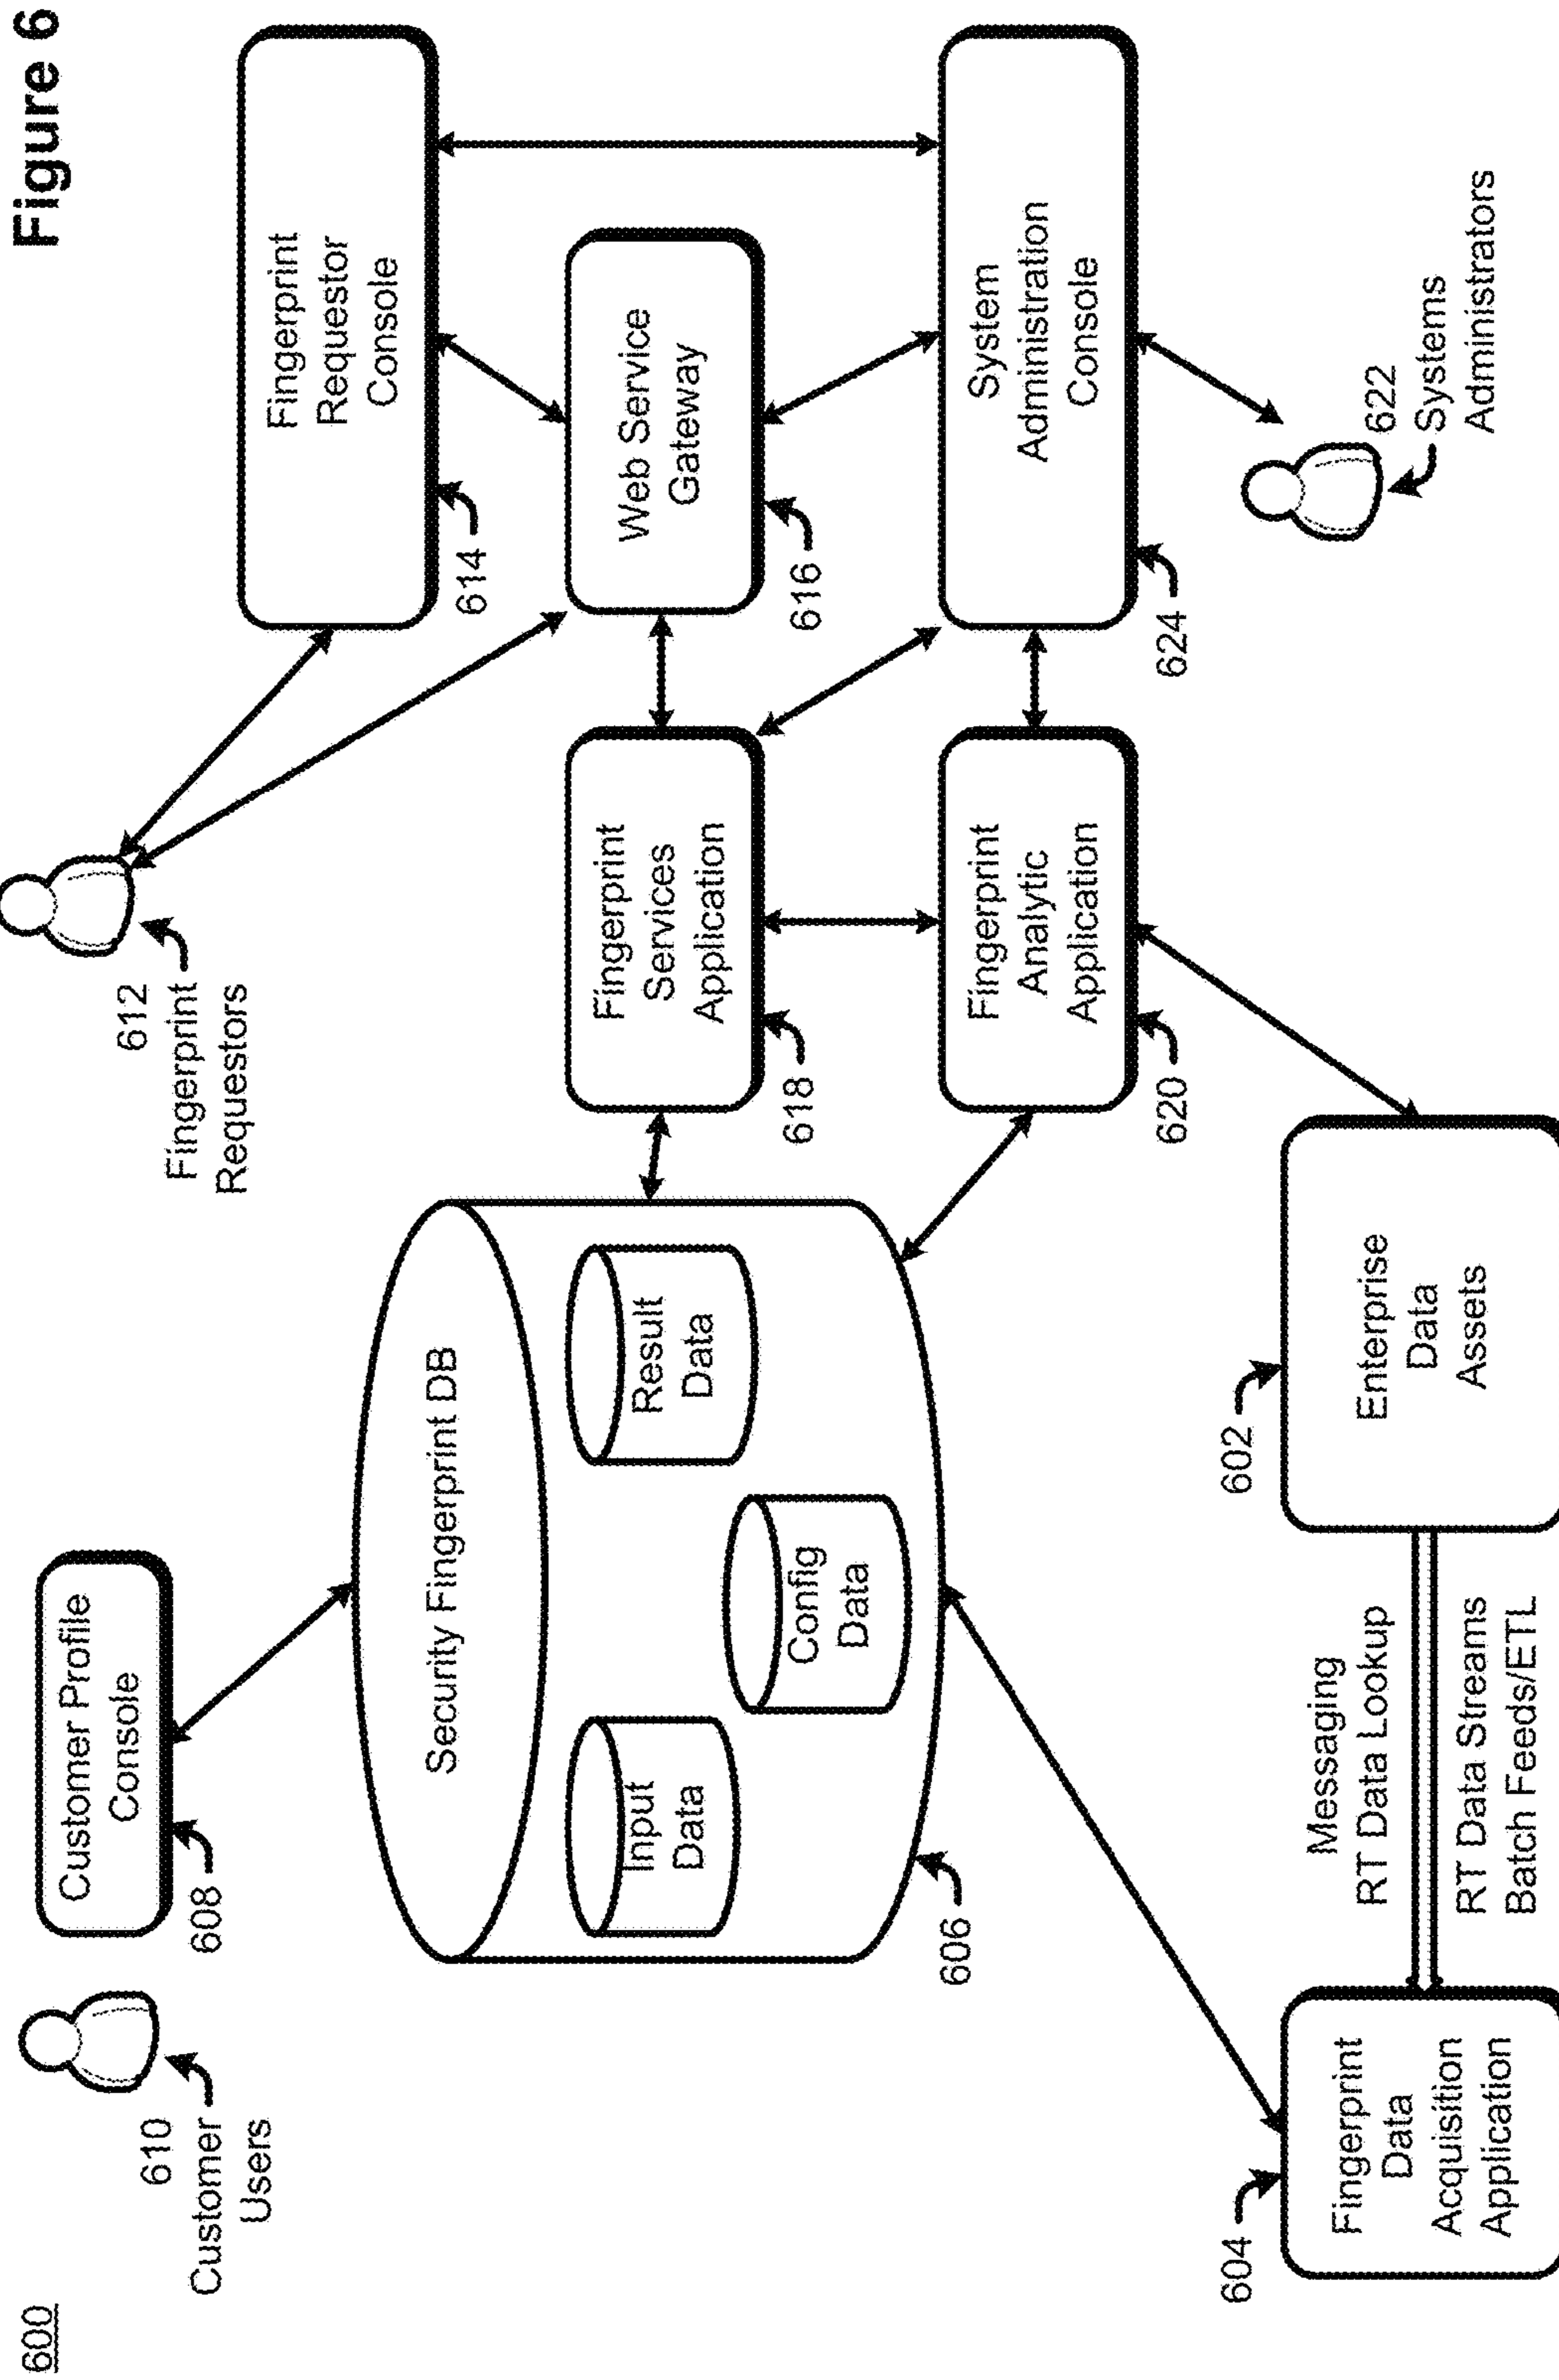 600
Figure 6
610
Customer
Users
Customer Profile
Console
608
612
Fingerprint
Requestors
Fingerprint
Requestor
Console
614
Security Fingerprint DB
Input
Data
Config
Data
Result
Data
606
Fingerprint
Services
Application
618
Web Service
Gateway
616
Fingerprint
Analytic
Application
620
System
Administration
Console
624
604
Fingerprint
Data
Acquisition
Application
Messaging
RT Data Lookup
RT Data Streams
Batch Feeds/ETL
602
Enterprise
Data
Assets
622
Systems
Administrators